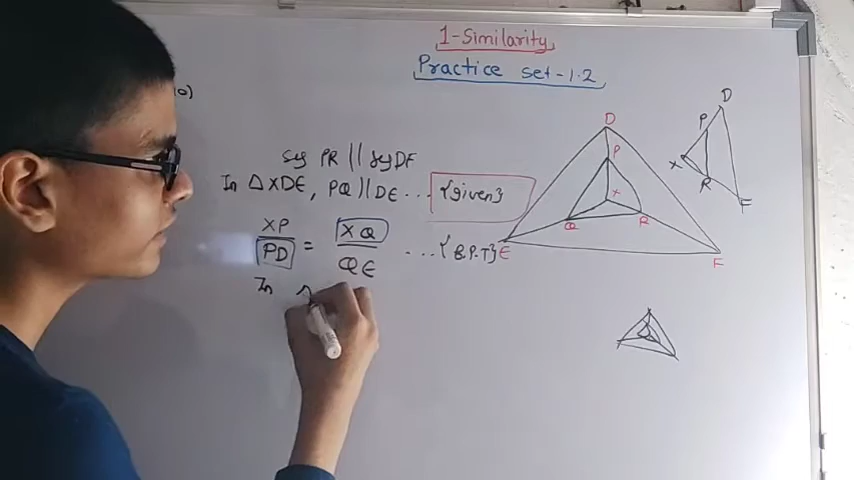 1-Similarity
Practice set-1.2
seg PR || seg DF
In △XDE, PQ || DE ... {given}
XP/PD = XQ/QE ... {B.P.T}
In △
D
P
X
Q
R
E
F
D
P
X
R
F